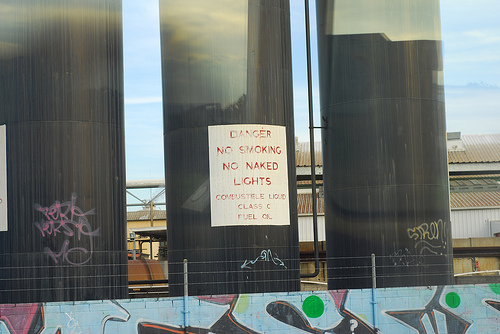 DANGER
NO SMOKING
NO NAKED
LIGHTS
COMBUSTIBLE LIQUID
CLASS C
FUEL OIL